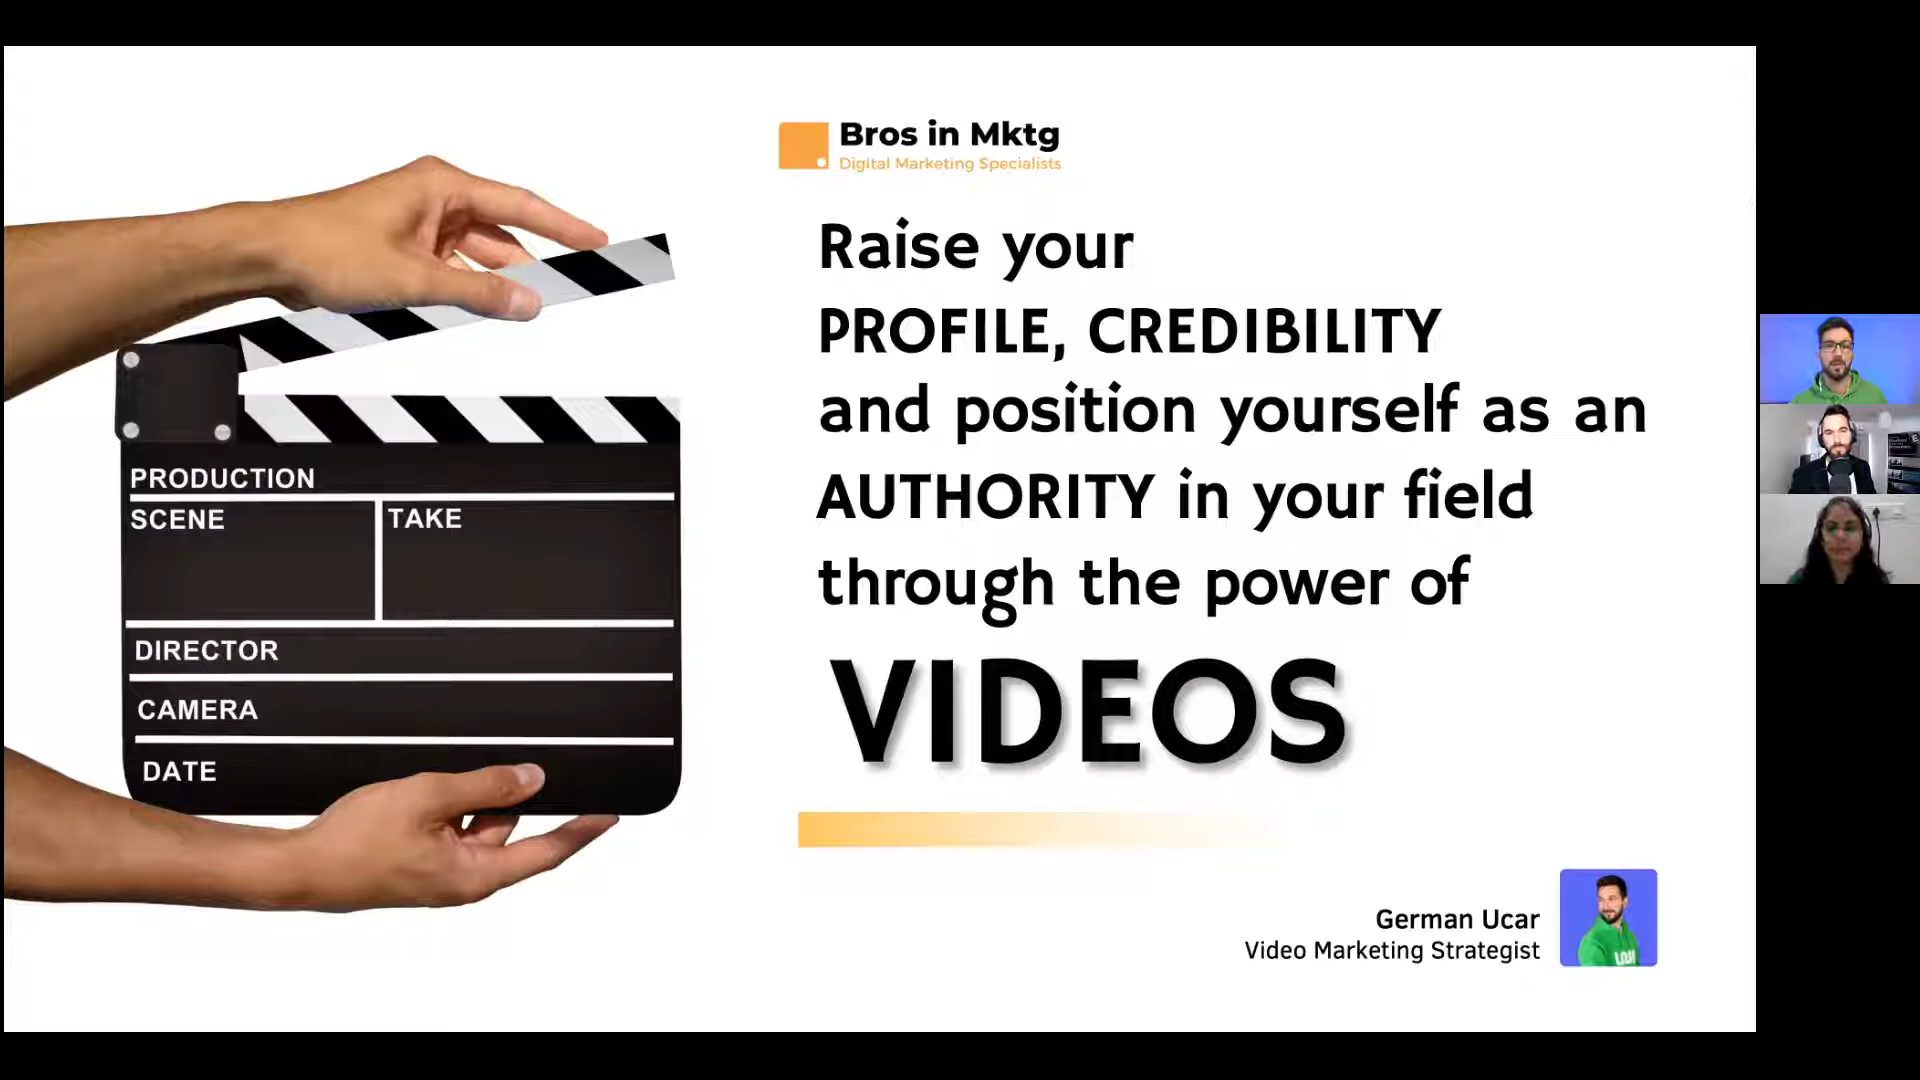 Bros in Mktg
Digital Marketing Specialists
Raise your
PROFILE, CREDIBILITY
and position yourself as an
AUTHORITY in your field
through the power of
VIDEOS
PRODUCTION
SCENE
TAKE
DIRECTOR
CAMERA
DATE
German Ucar
Video Marketing Strategist